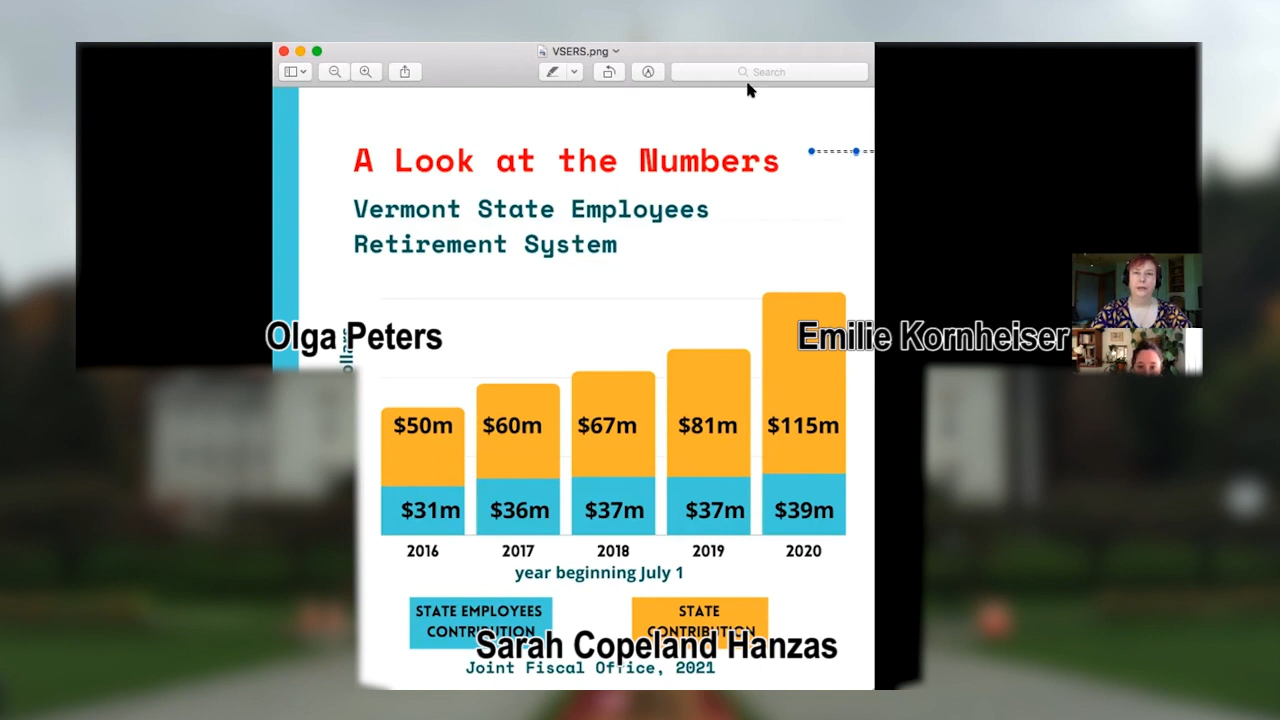 VSERS.png
Search
A Look at the Numbers
Vermont State Employees
Retirement System
Olga Peters
Emilie Kornheiser
$50m
$60m
$67m
$81m
$115m
$31m
$36m
$37m
$37m
$39m
2016
2017
2018
2019
2020
year beginning July 1
STATE EMPLOYEES
CONTRIBUTION
STATE
CONTRIBUTION
Sarah Copeland Hanzas
Joint Fiscal Office, 2021